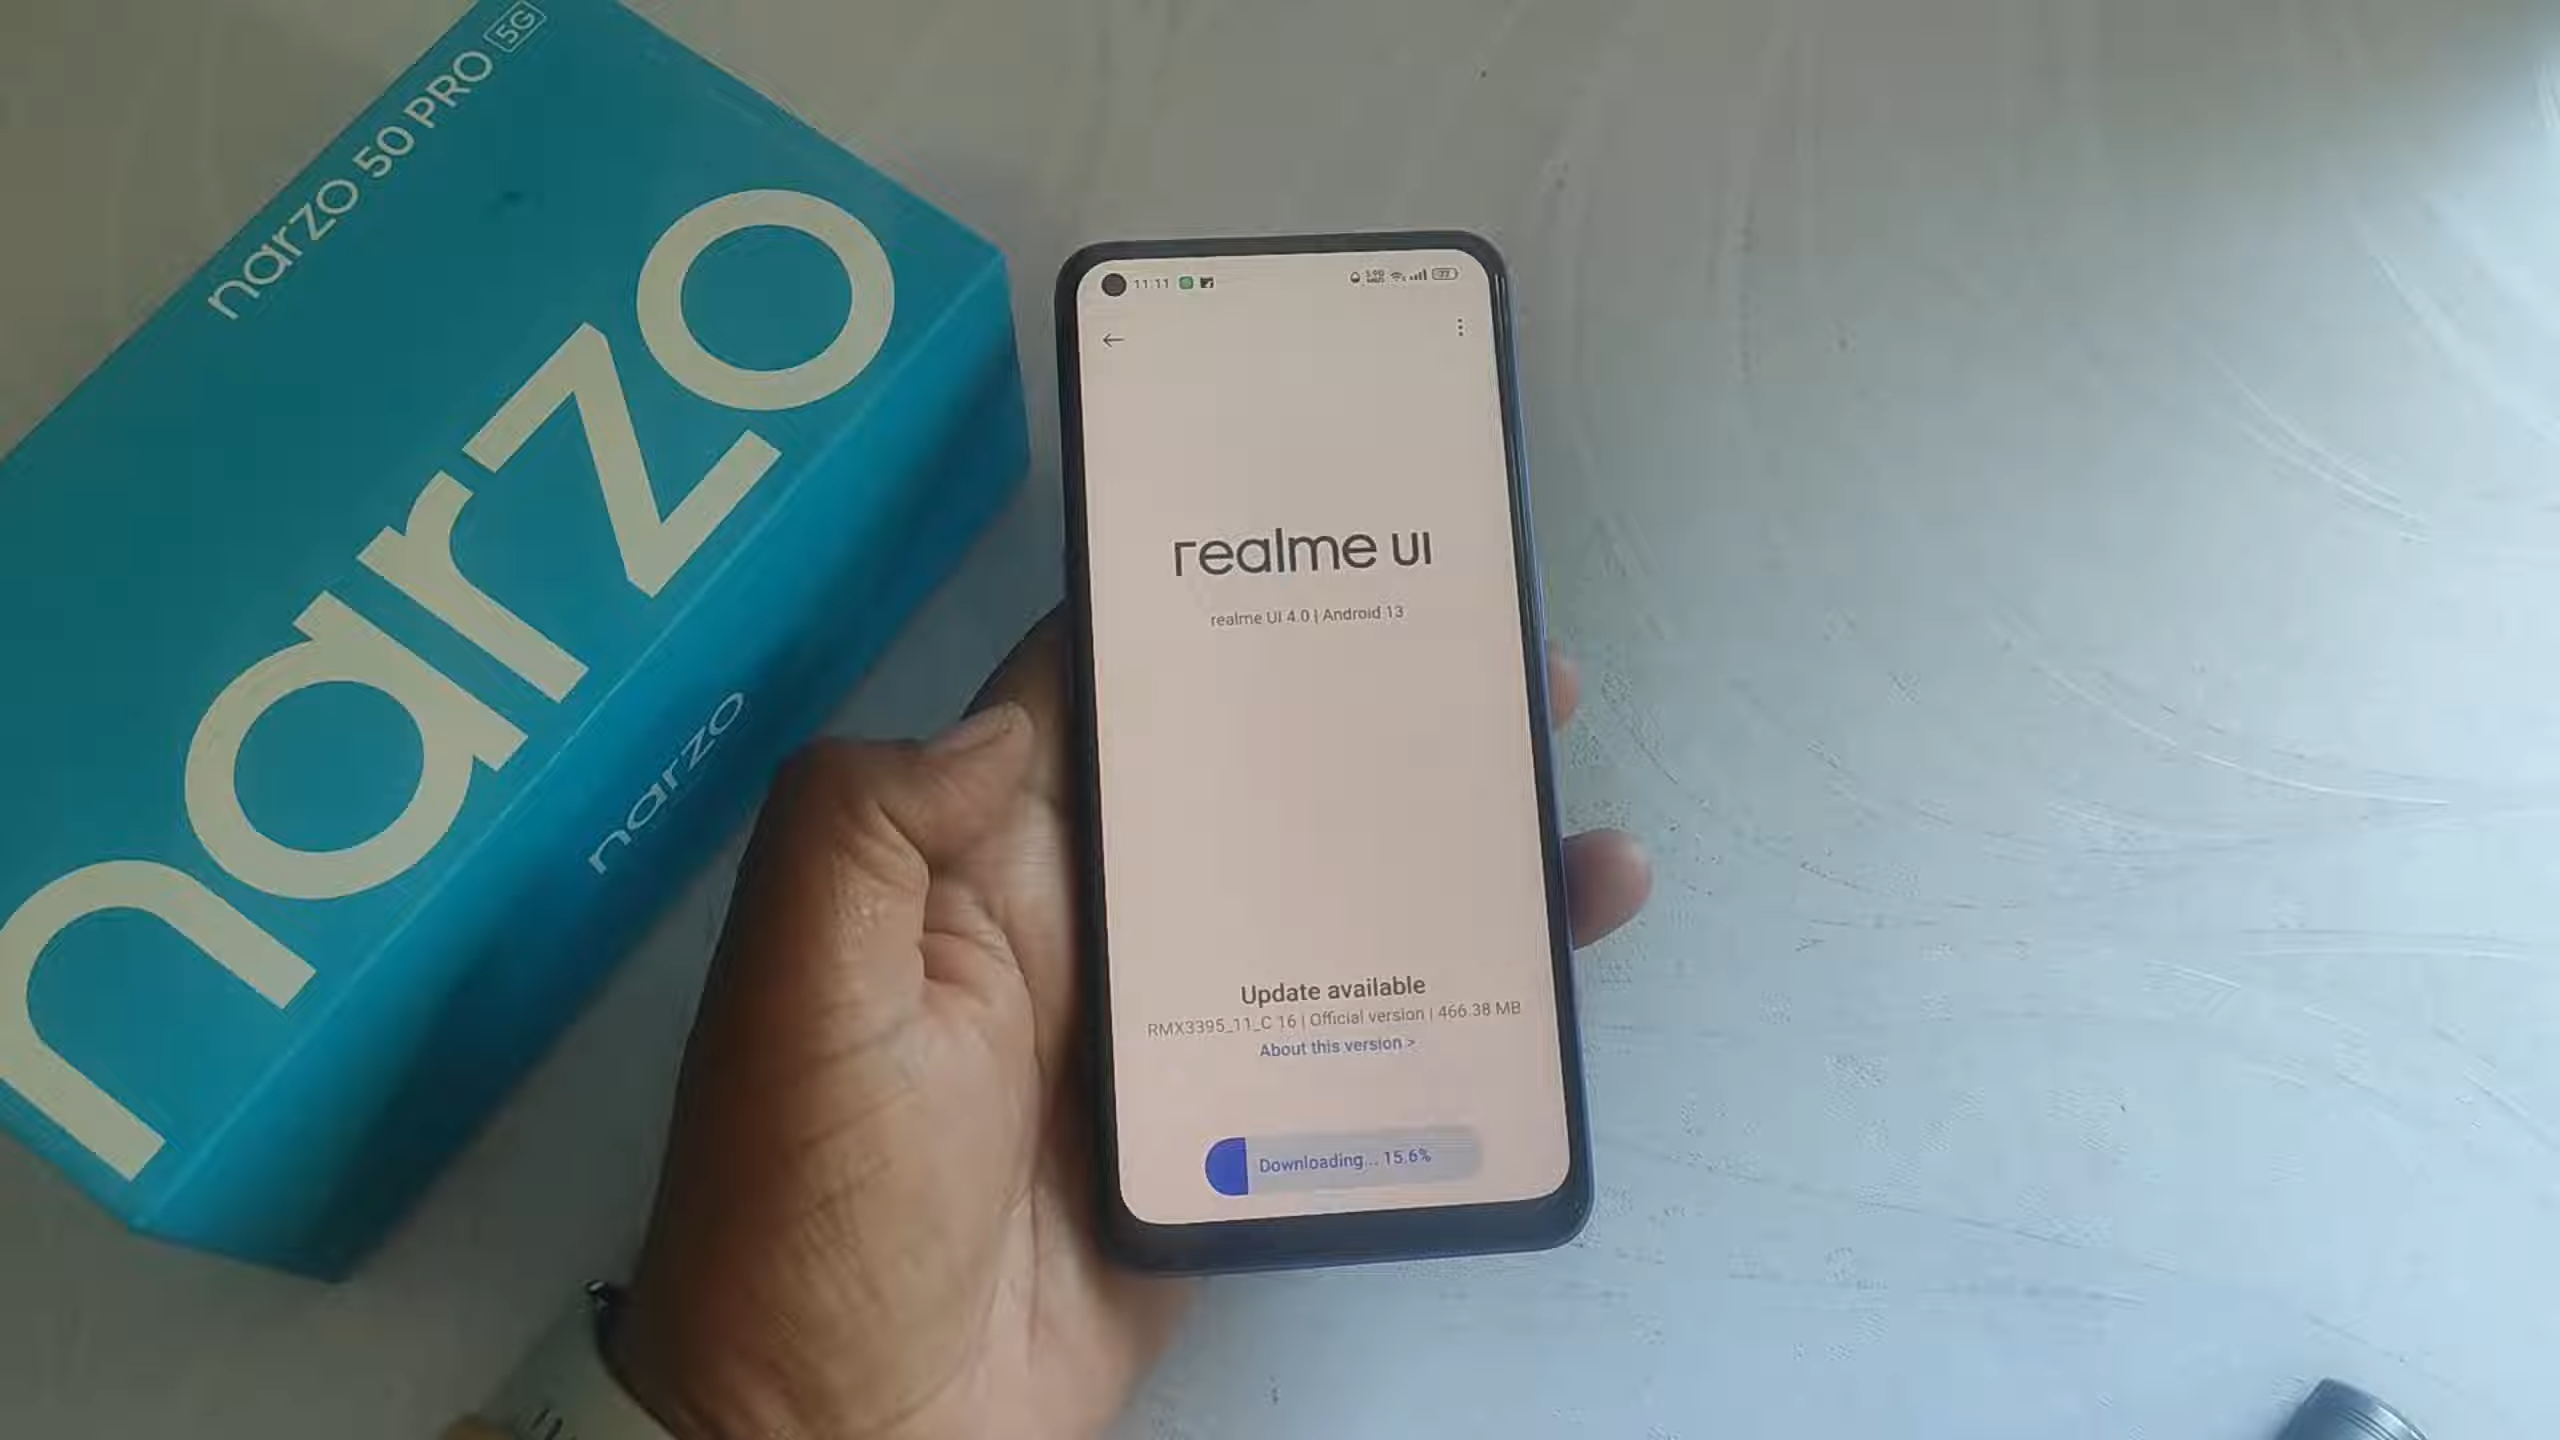 narzo 50 PRO 5G
narzo
narzo
11:11
77
realme UI
realme UI 4.0 | Android 13
Update available
RMX3395_11_C 16 | Official version | 466.38 MB
About this version >
Downloading... 15.6%